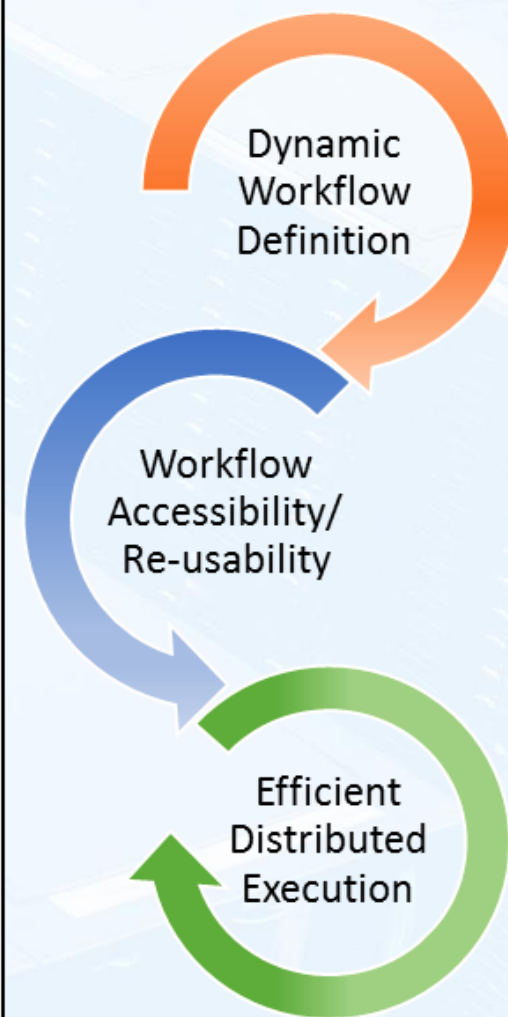 Dynamic
Workflow
Definition
Workflow
Accessibility/
Re-usability
Efficient
Distributed
Execution